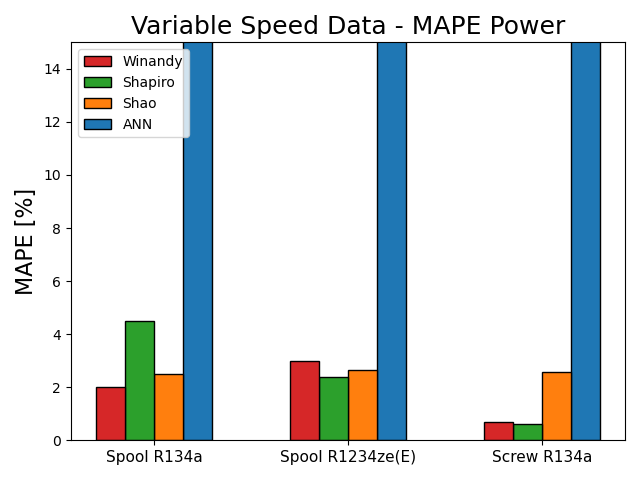 Variable Speed Data - MAPE Power
MAPE [%]
14
12
10
8
6
4
2
0
Winandy
Shapiro
Shao
ANN
Spool R134a
Spool R1234ze(E)
Screw R134a